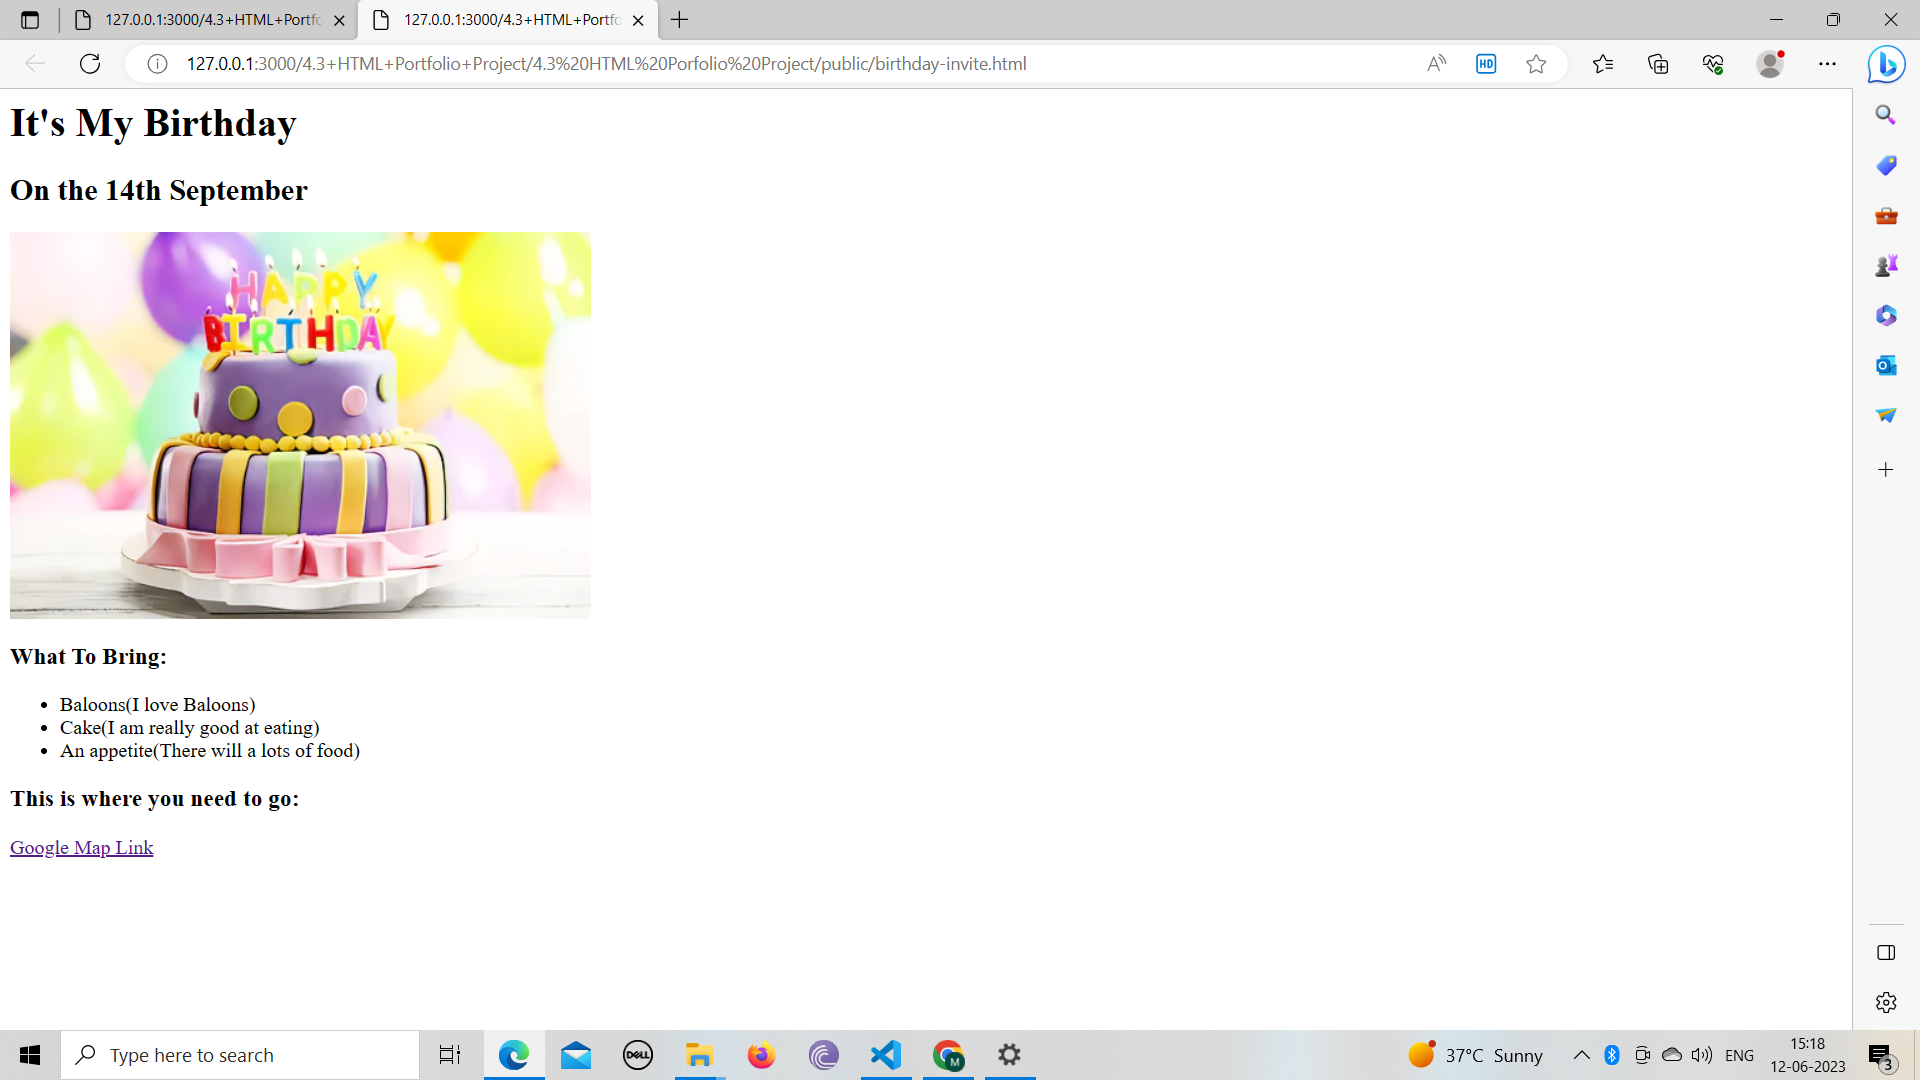 127.0.0.1:3000/4.3+HTML+Portfo
127.0.0.1:3000/4.3+HTML+Portfo
127.0.0.1:3000/4.3+HTML+Portfolio+Project/4.3%20HTML%20Porfolio%20Project/public/birthday-invite.html
HD
It's My Birthday
On the 14th September
HAPPY
BIRTHDAY
What To Bring:
Baloons(I love Baloons)
Cake(I am really good at eating)
An appetite(There will a lots of food)
This is where you need to go:
Google Map Link
Type here to search
DELL
M
37°C Sunny
ENG
15:18
12-06-2023
3